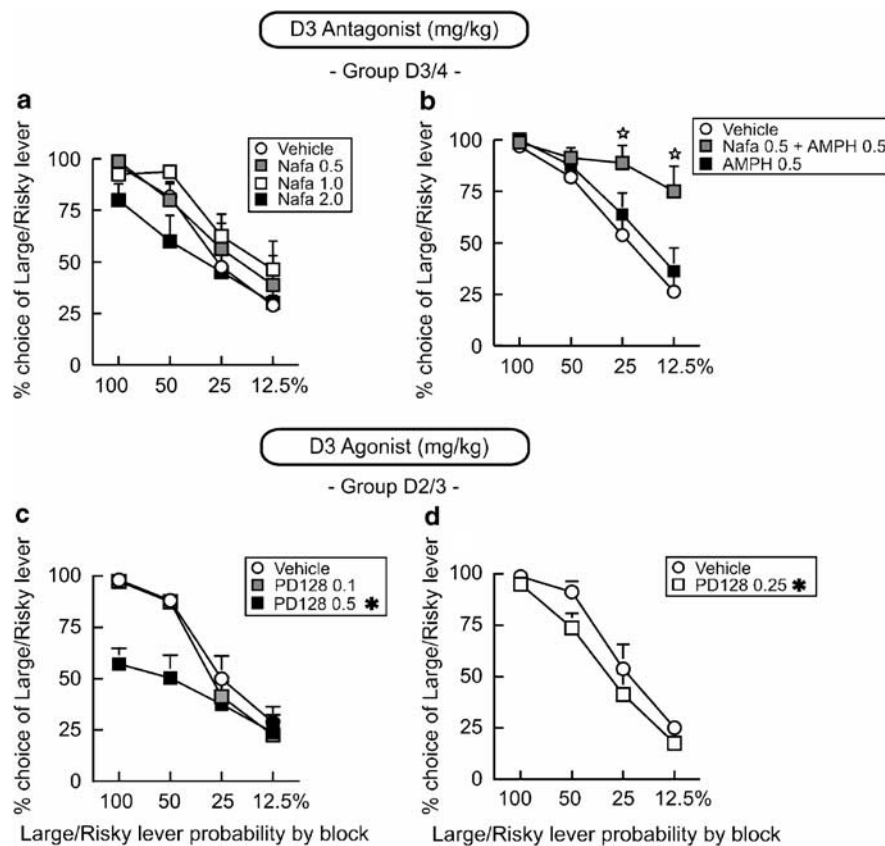 D3 Antagonist (mg/kg)
- Group D3/4 -
a
% choice of Large/Risky lever
100
75
50
25
0
100 50 25 12.5%
Vehicle
Nafa 0.5
Nafa 1.0
Nafa 2.0
b
% choice of Large/Risky lever
100
75
50
25
0
100 50 25 12.5%
Vehicle
Nafa 0.5 + AMPH 0.5
AMPH 0.5
D3 Agonist (mg/kg)
- Group D2/3 -
c
% choice of Large/Risky lever
100
75
50
25
0
100 50 25 12.5%
Large/Risky lever probability by block
Vehicle
PD128 0.1
PD128 0.5 ✱
d
% choice of Large/Risky lever
100
75
50
25
0
100 50 25 12.5%
Large/Risky lever probability by block
Vehicle
PD128 0.25 ✱